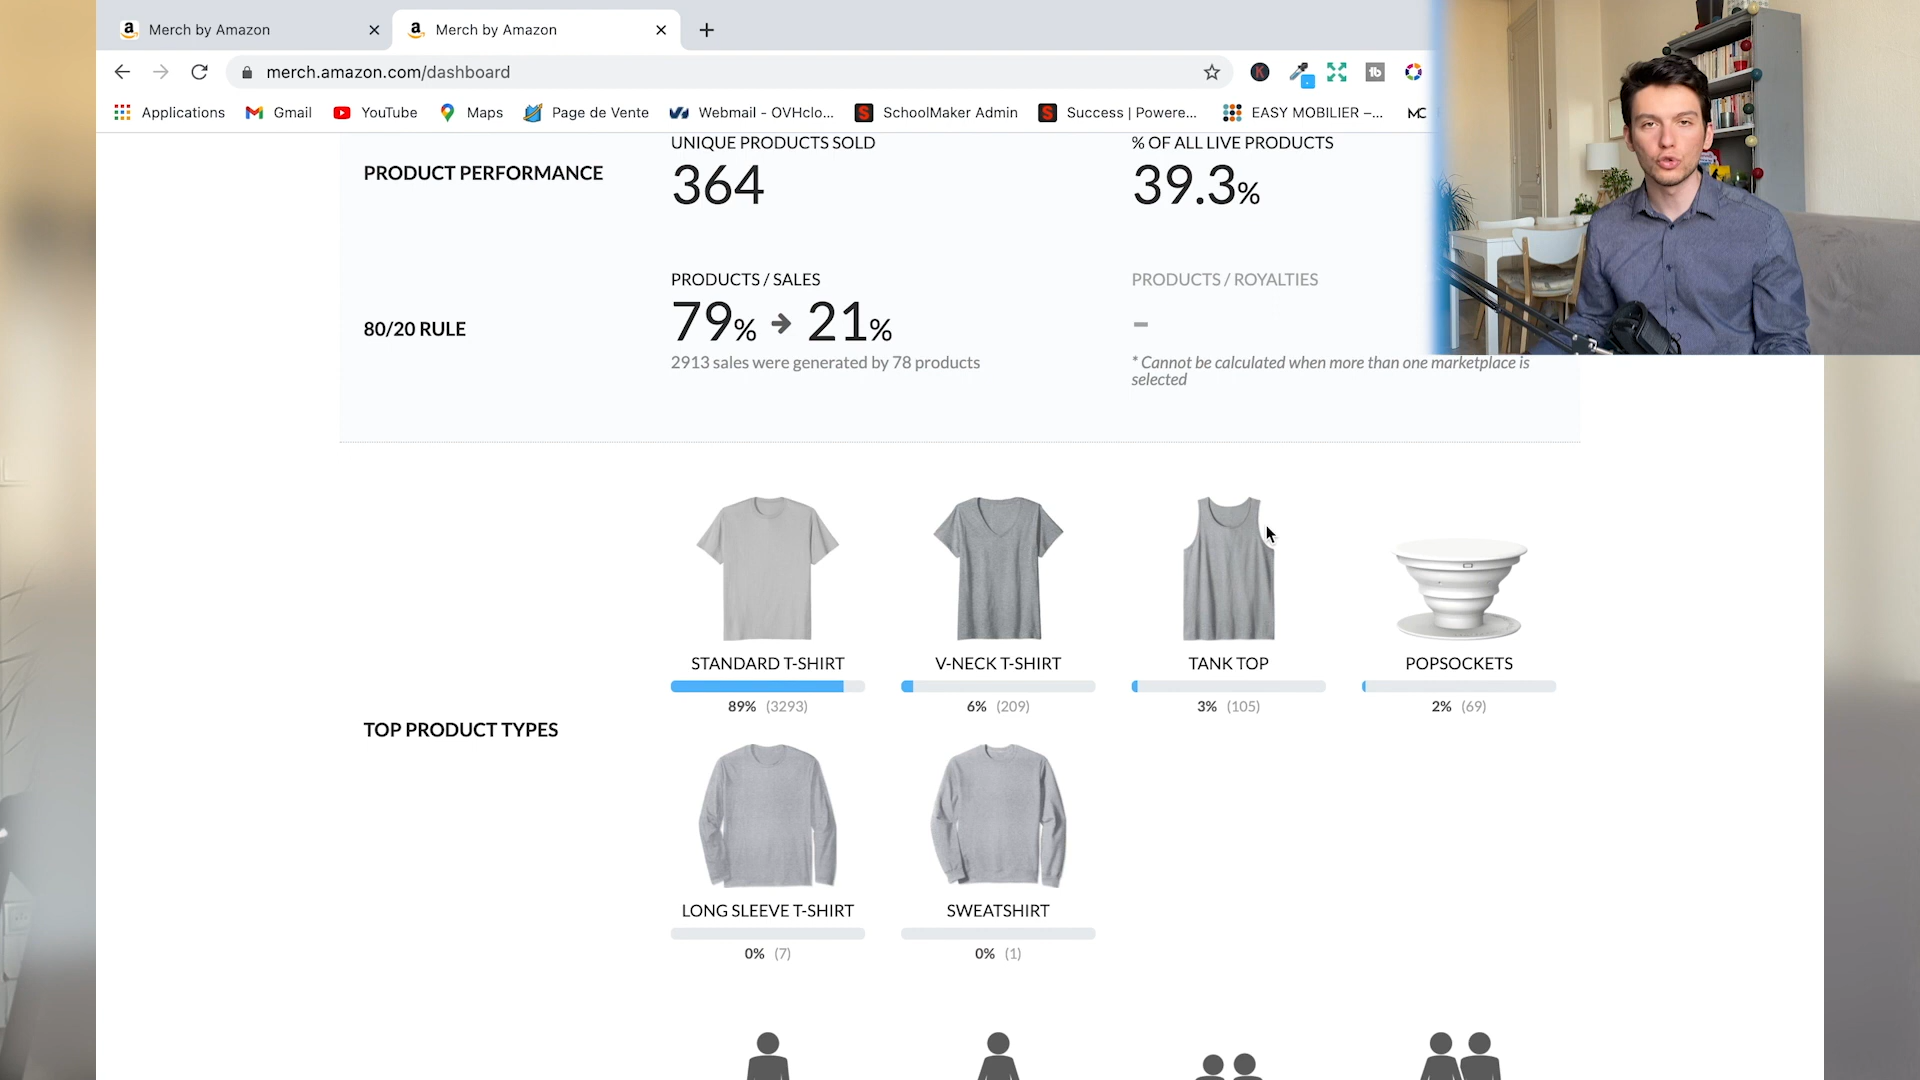 Merch by Amazon
Merch by Amazon
merch.amazon.com/dashboard
K
tb
Applications
Gmail
YouTube
Maps
Page de Vente
Webmail - OVHclo...
SchoolMaker Admin
Success | Powere...
EASY MOBILIER –...
MC
PRODUCT PERFORMANCE
UNIQUE PRODUCTS SOLD
364
% OF ALL LIVE PRODUCTS
39.3%
80/20 RULE
PRODUCTS / SALES
79% → 21%
2913 sales were generated by 78 products
PRODUCTS / ROYALTIES
–
* Cannot be calculated when more than one marketplace is
selected
TOP PRODUCT TYPES
STANDARD T-SHIRT
89% (3293)
V-NECK T-SHIRT
6% (209)
TANK TOP
3% (105)
POPSOCKETS
2% (69)
LONG SLEEVE T-SHIRT
0% (7)
SWEATSHIRT
0% (1)